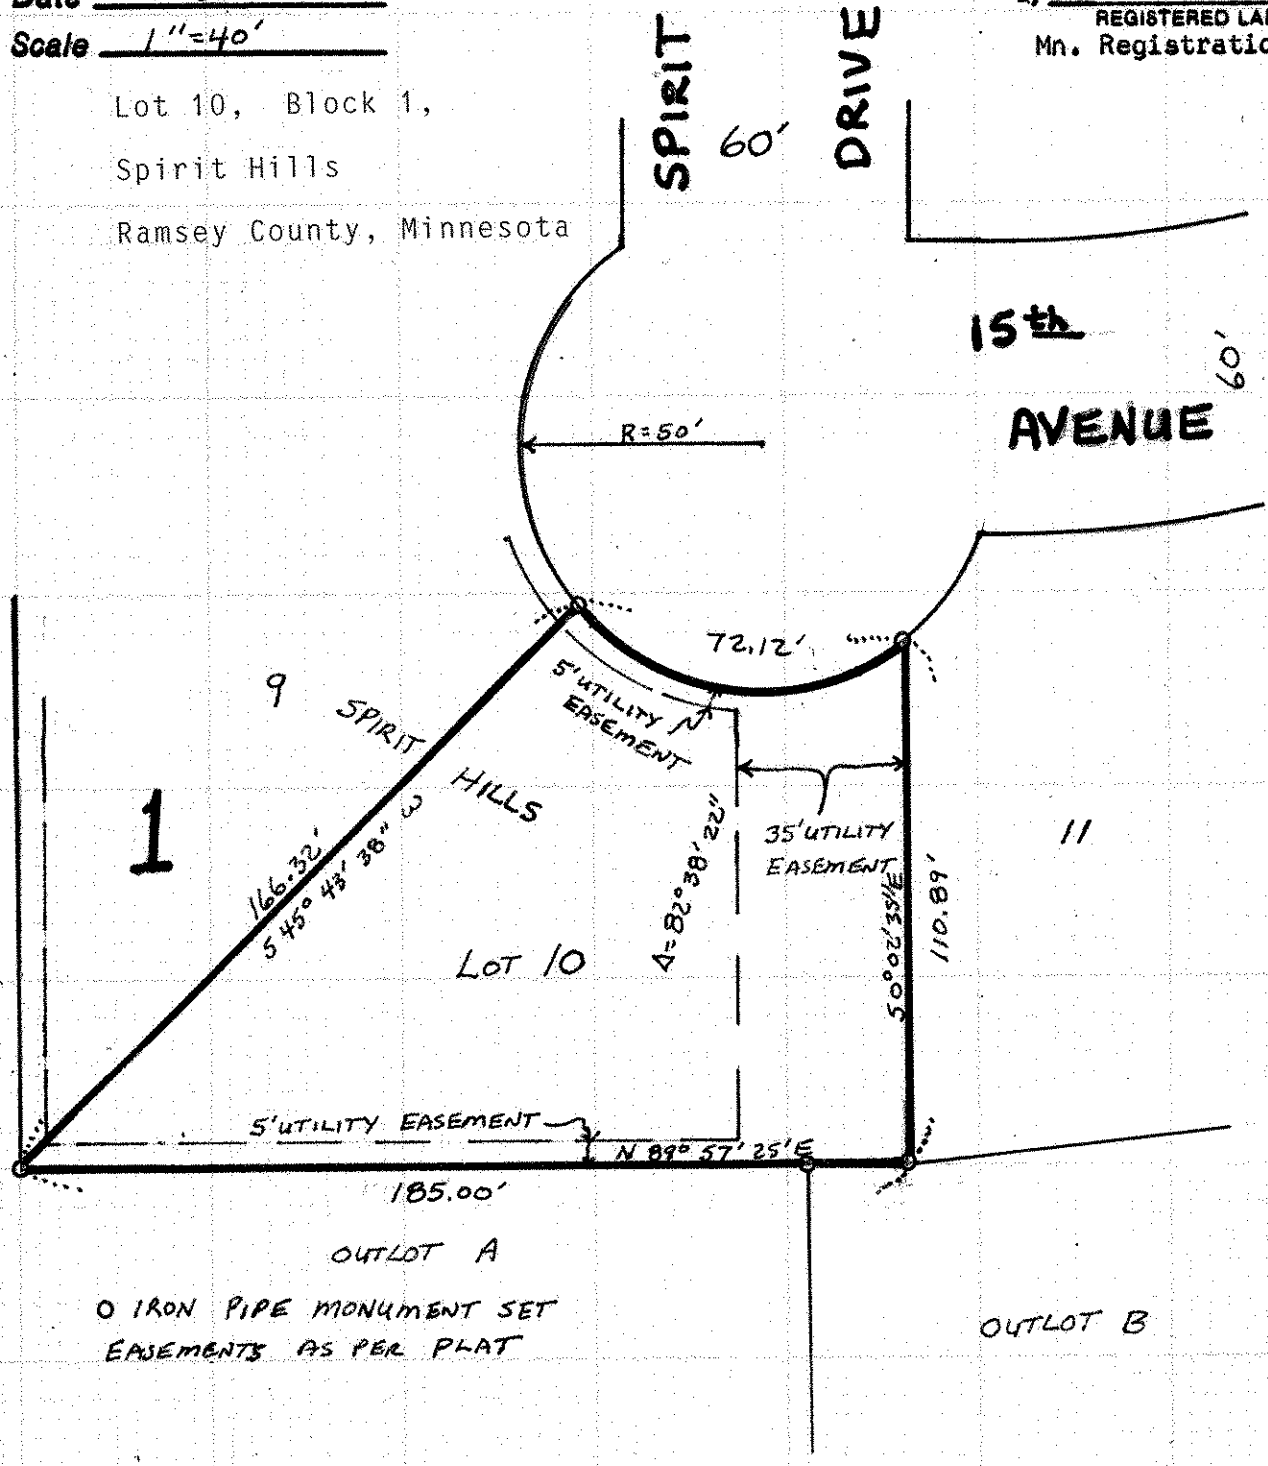 Date
Scale 1"=40'
REGISTERED LA
Mn. Registratio
Lot 10, Block 1,
Spirit Hills
Ramsey County, Minnesota
SPIRIT DRIVE
60'
15th
AVENUE
60'
R=50'
72.12'
5' UTILITY
EASEMENT
9
SPIRIT
HILLS
1
35' UTILITY
EASEMENT
11
166.32'
S 45° 43' 38" W
Δ=82° 38' 22"
110.89'
LOT 10
5' UTILITY EASEMENT
N 89° 57' 25" E
185.00'
OUTLOT A
O IRON PIPE MONUMENT SET
EASEMENTS AS PER PLAT
OUTLOT B